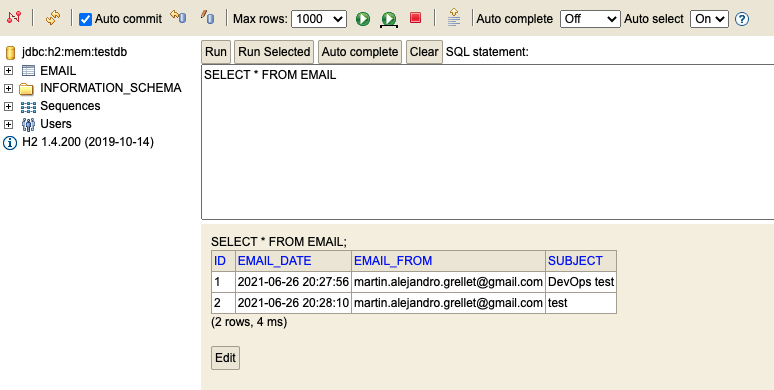 Auto commit Max rows: 1000 Auto complete Off Auto select On ?
jdbc:h2:mem:testdb
EMAIL
INFORMATION_SCHEMA
Sequences
Users
H2 1.4.200 (2019-10-14)
Run Run Selected Auto complete Clear SQL statement:
SELECT * FROM EMAIL
SELECT * FROM EMAIL;
ID EMAIL_DATE EMAIL_FROM SUBJECT
1 2021-06-26 20:27:56 martin.alejandro.grellet@gmail.com DevOps test
2 2021-06-26 20:28:10 martin.alejandro.grellet@gmail.com test
(2 rows, 4 ms)
Edit